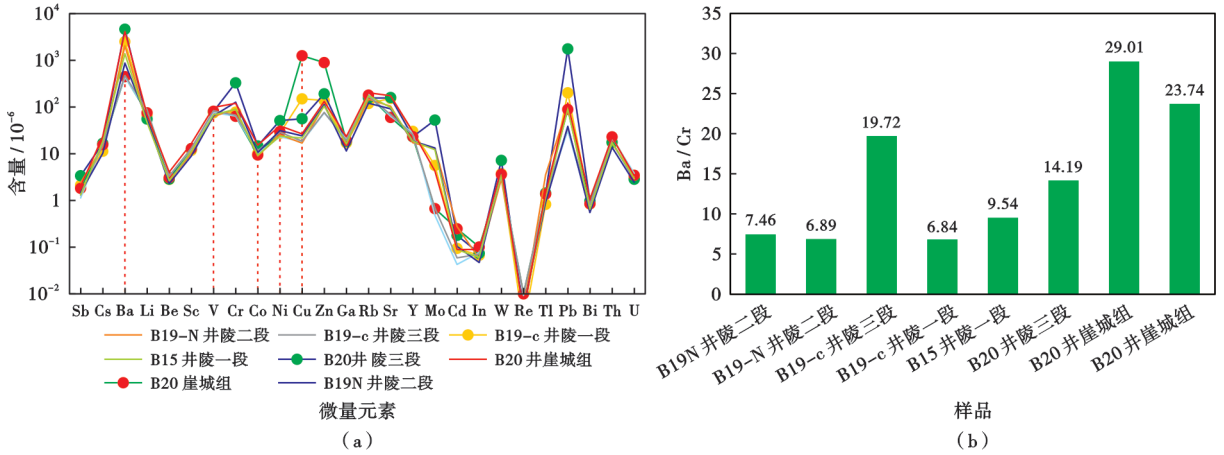 10⁴
10³
10²
10
1
10⁻¹
10⁻²
含量 / 10⁻⁶
Sb Cs Ba Li Be Sc V Cr Co Ni Cu Zn Ga Rb Sr Y Mo Cd In W Re Tl Pb Bi Th U
B19-N 井陵二段 B19-c 井陵三段 B19-c 井陵一段
B15 井陵一段 B20井 陵三段 B20 井崖城组
B20 崖城组 B19N 井陵二段
微量元素
(a)
35
30
25
20
15
10
5
0
Ba / Cr
7.46 6.89 19.72 6.84 9.54 14.19 29.01 23.74
B19N 井陵二段
B19-N 井陵二段
B19-c 井陵三段
B19-c 井陵一段
B15 井陵一段
B20 井陵三段
B20 井崖城组
B20 井崖城组
样品
(b)